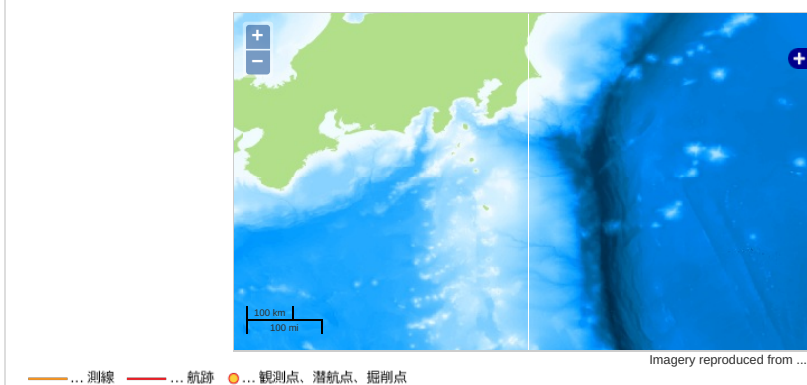 +
−
+
100 km
100 mi
Imagery reproduced from ...
... 測線 ... 航跡 ... 観測点、潜航点、掘削点